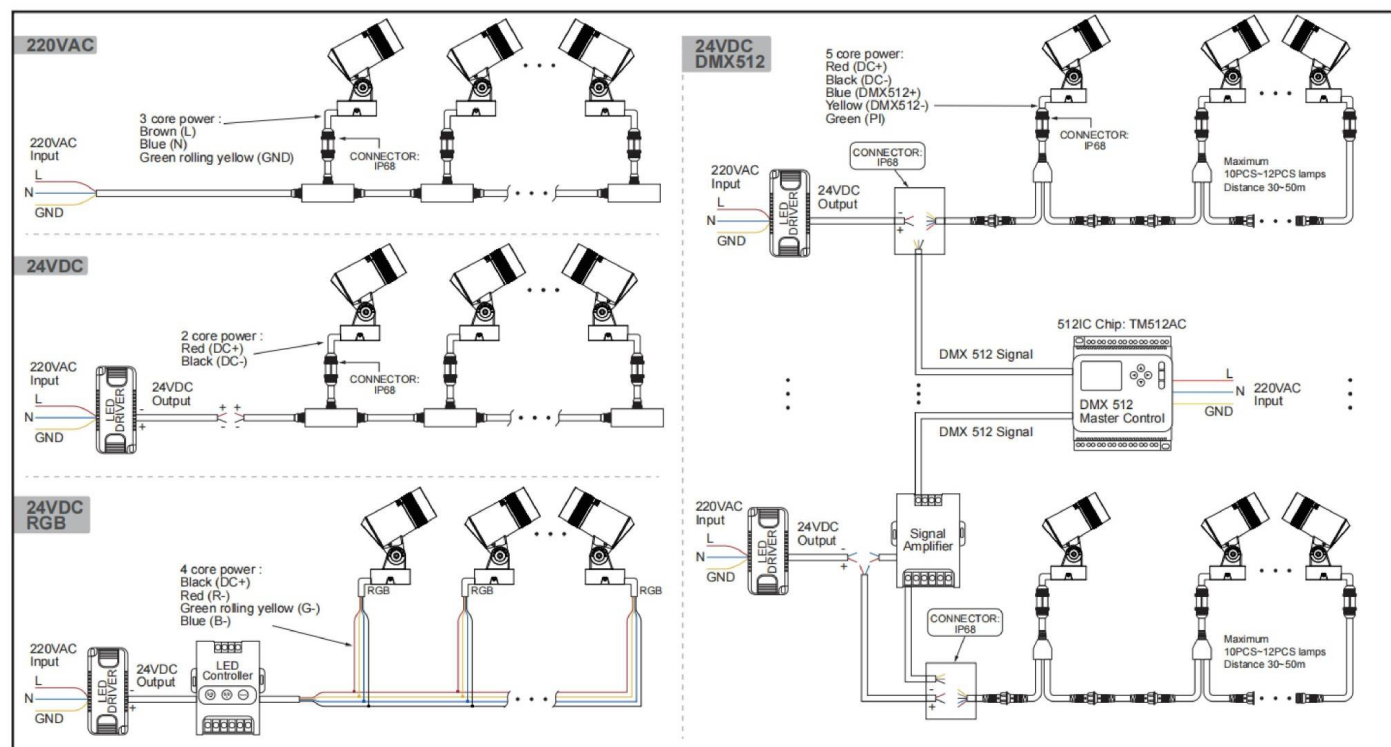 220VAC
3 core power :
Brown (L)
Blue (N)
Green rolling yellow (GND)
CONNECTOR:
IP68
220VAC
Input
L
N
GND
24VDC
2 core power :
Red (DC+)
Black (DC-)
CONNECTOR:
IP68
220VAC
Input
L
N
GND
LED
DRIVER
24VDC
Output
-
+
+ +
- -
24VDC
RGB
4 core power :
Black (DC+)
Red (R-)
Green rolling yellow (G-)
Blue (B-)
RGB
RGB
RGB
220VAC
Input
L
N
GND
LED
DRIVER
24VDC
Output
-
+
LED
Controller
24VDC
DMX512
5 core power:
Red (DC+)
Black (DC-)
Blue (DMX512+)
Yellow (DMX512-)
Green (PI)
CONNECTOR:
IP68
CONNECTOR:
IP68
Maximum
10PCS~12PCS lamps
Distance 30~50m
220VAC
Input
L
N
GND
LED
DRIVER
24VDC
Output
-
+
512IC Chip: TM512AC
DMX 512 Signal
DMX 512
Master Control
L
N
GND
220VAC
Input
DMX 512 Signal
Signal
Amplifier
220VAC
Input
L
N
GND
LED
DRIVER
24VDC
Output
-
+
CONNECTOR:
IP68
-
+
Maximum
10PCS~12PCS lamps
Distance 30~50m